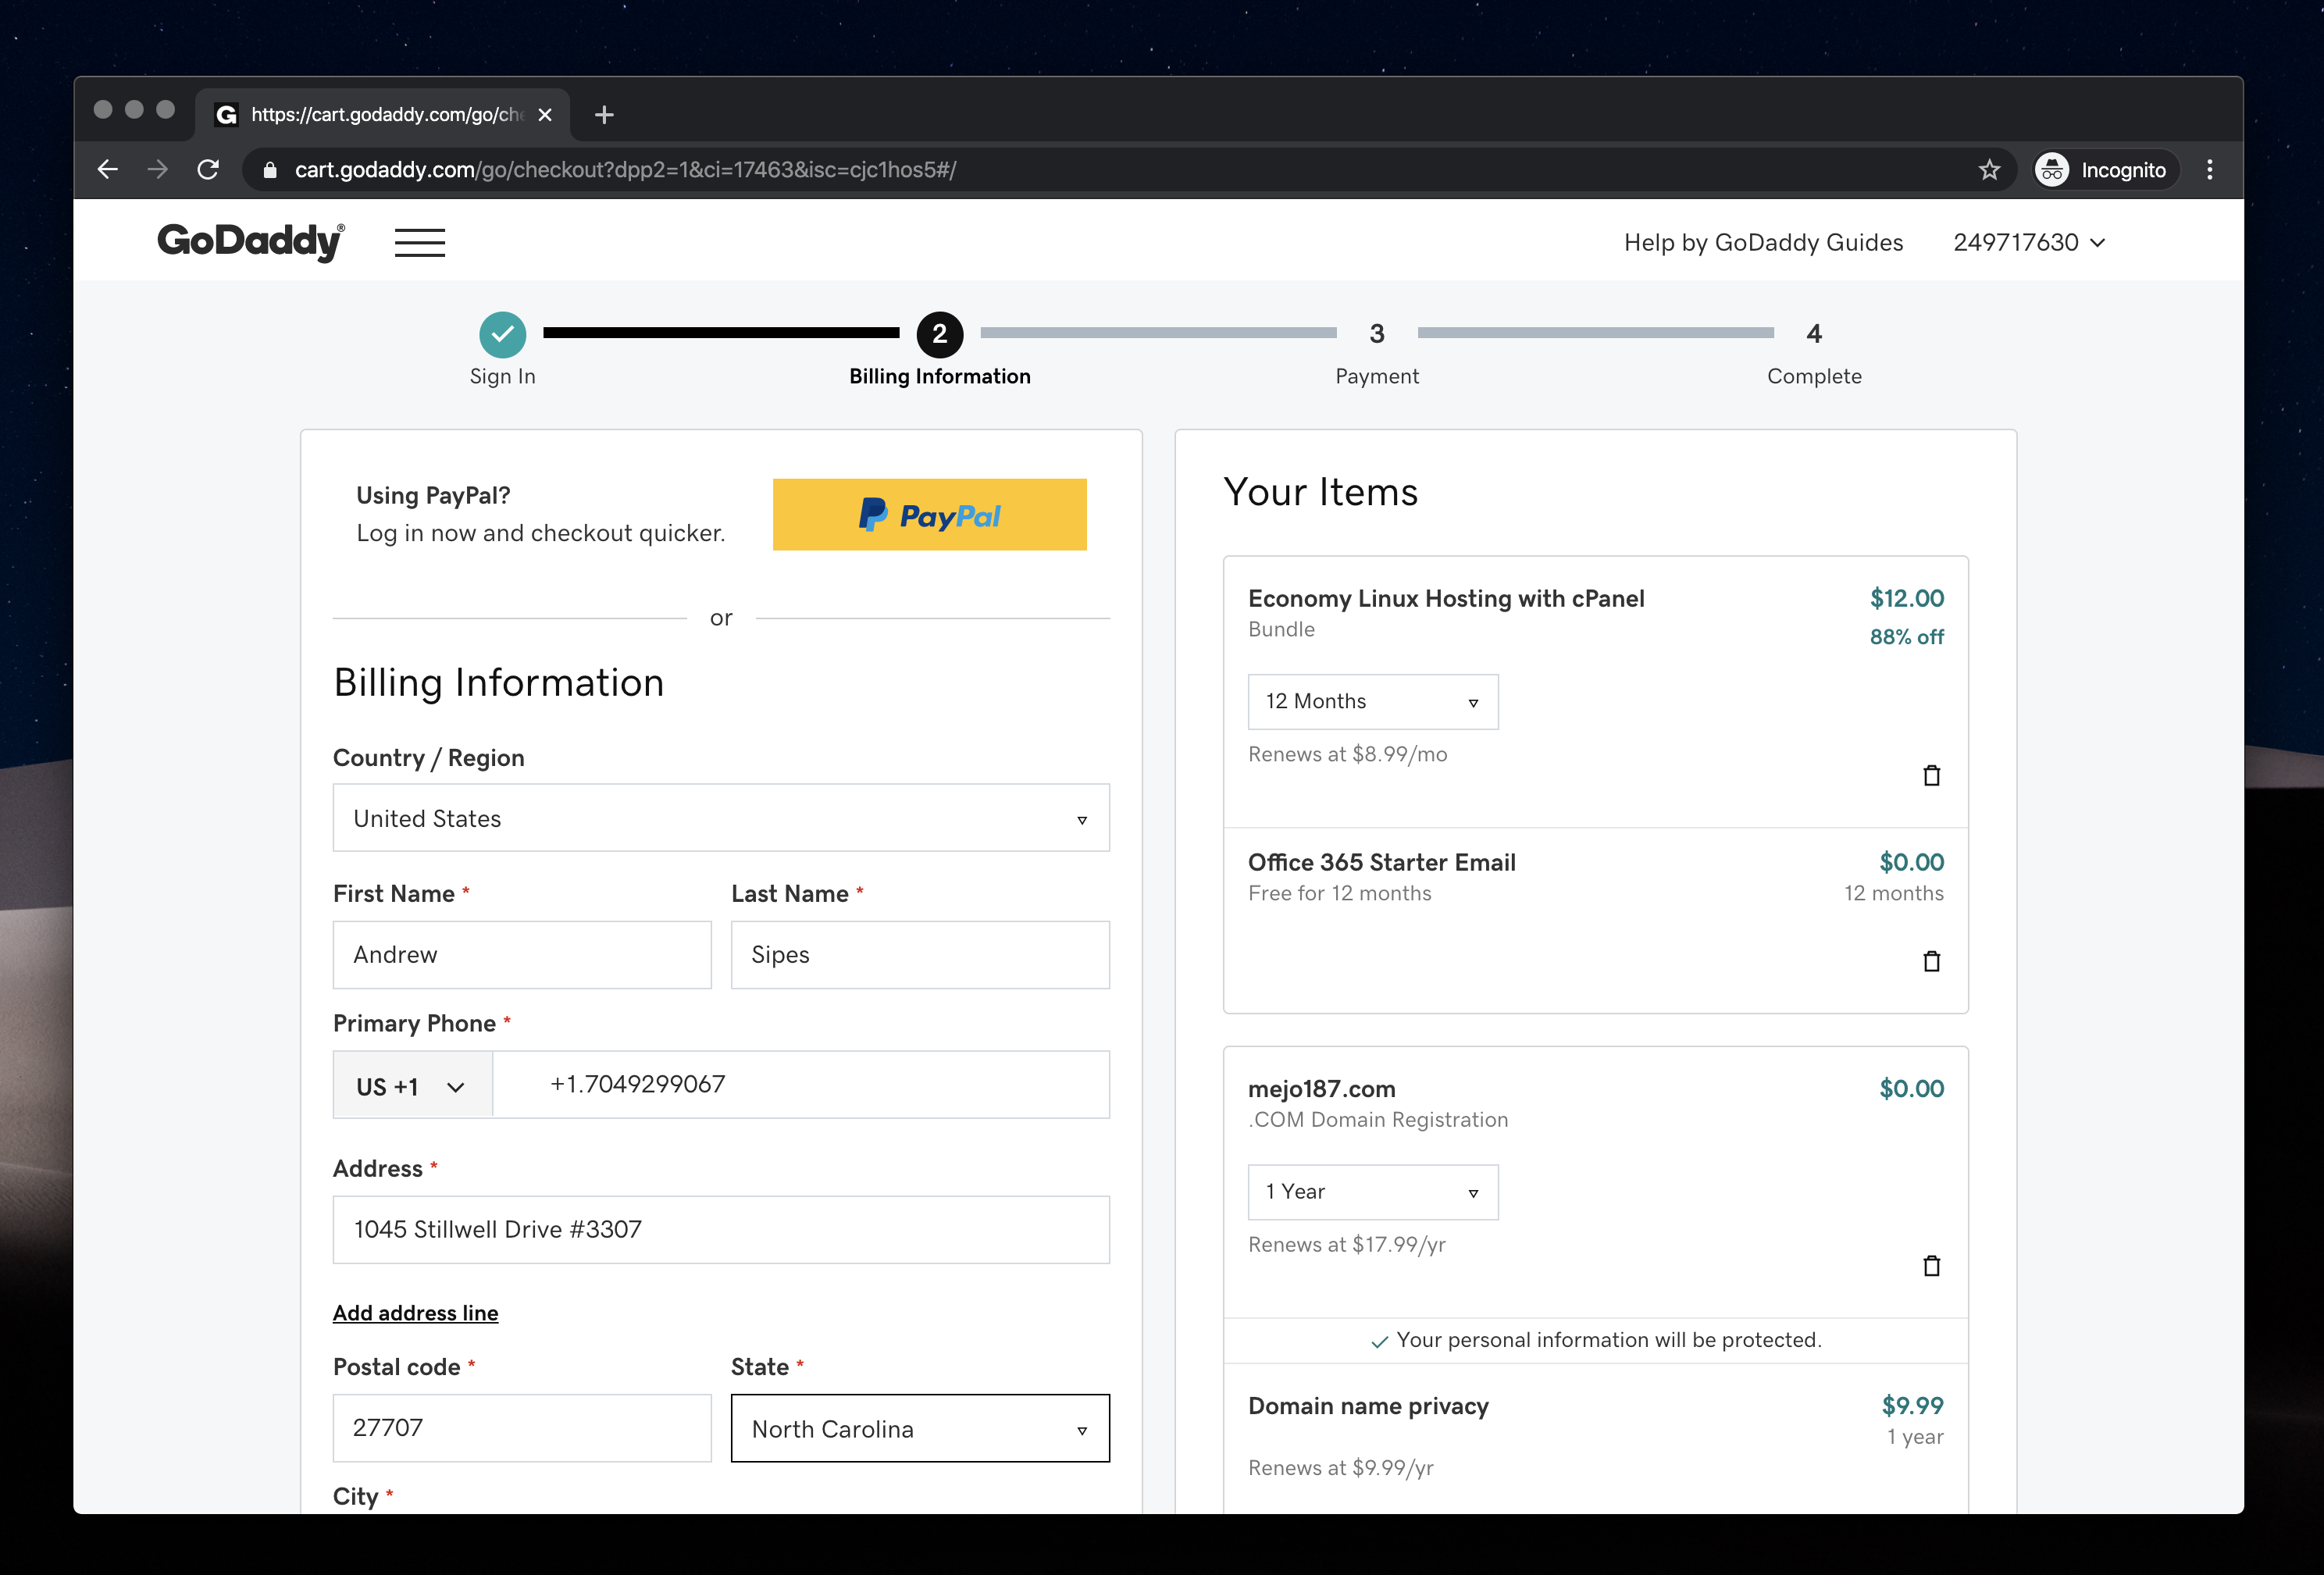 https://cart.godaddy.com/go/che
cart.godaddy.com/go/checkout?dpp2=1&ci=17463&isc=cjc1hos5#/
Incognito
GoDaddy®
Help by GoDaddy Guides
249717630
2
3
4
Sign In
Billing Information
Payment
Complete
Using PayPal?
Log in now and checkout quicker.
PayPal
or
Billing Information
Country / Region
United States
First Name *
Last Name *
Andrew
Sipes
Primary Phone *
US +1
+1.7049299067
Address *
1045 Stillwell Drive #3307
Add address line
Postal code *
State *
27707
North Carolina
City *
Your Items
Economy Linux Hosting with cPanel
$12.00
Bundle
88% off
12 Months
Renews at $8.99/mo
Office 365 Starter Email
$0.00
Free for 12 months
12 months
mejo187.com
$0.00
.COM Domain Registration
1 Year
Renews at $17.99/yr
Your personal information will be protected.
Domain name privacy
$9.99
1 year
Renews at $9.99/yr